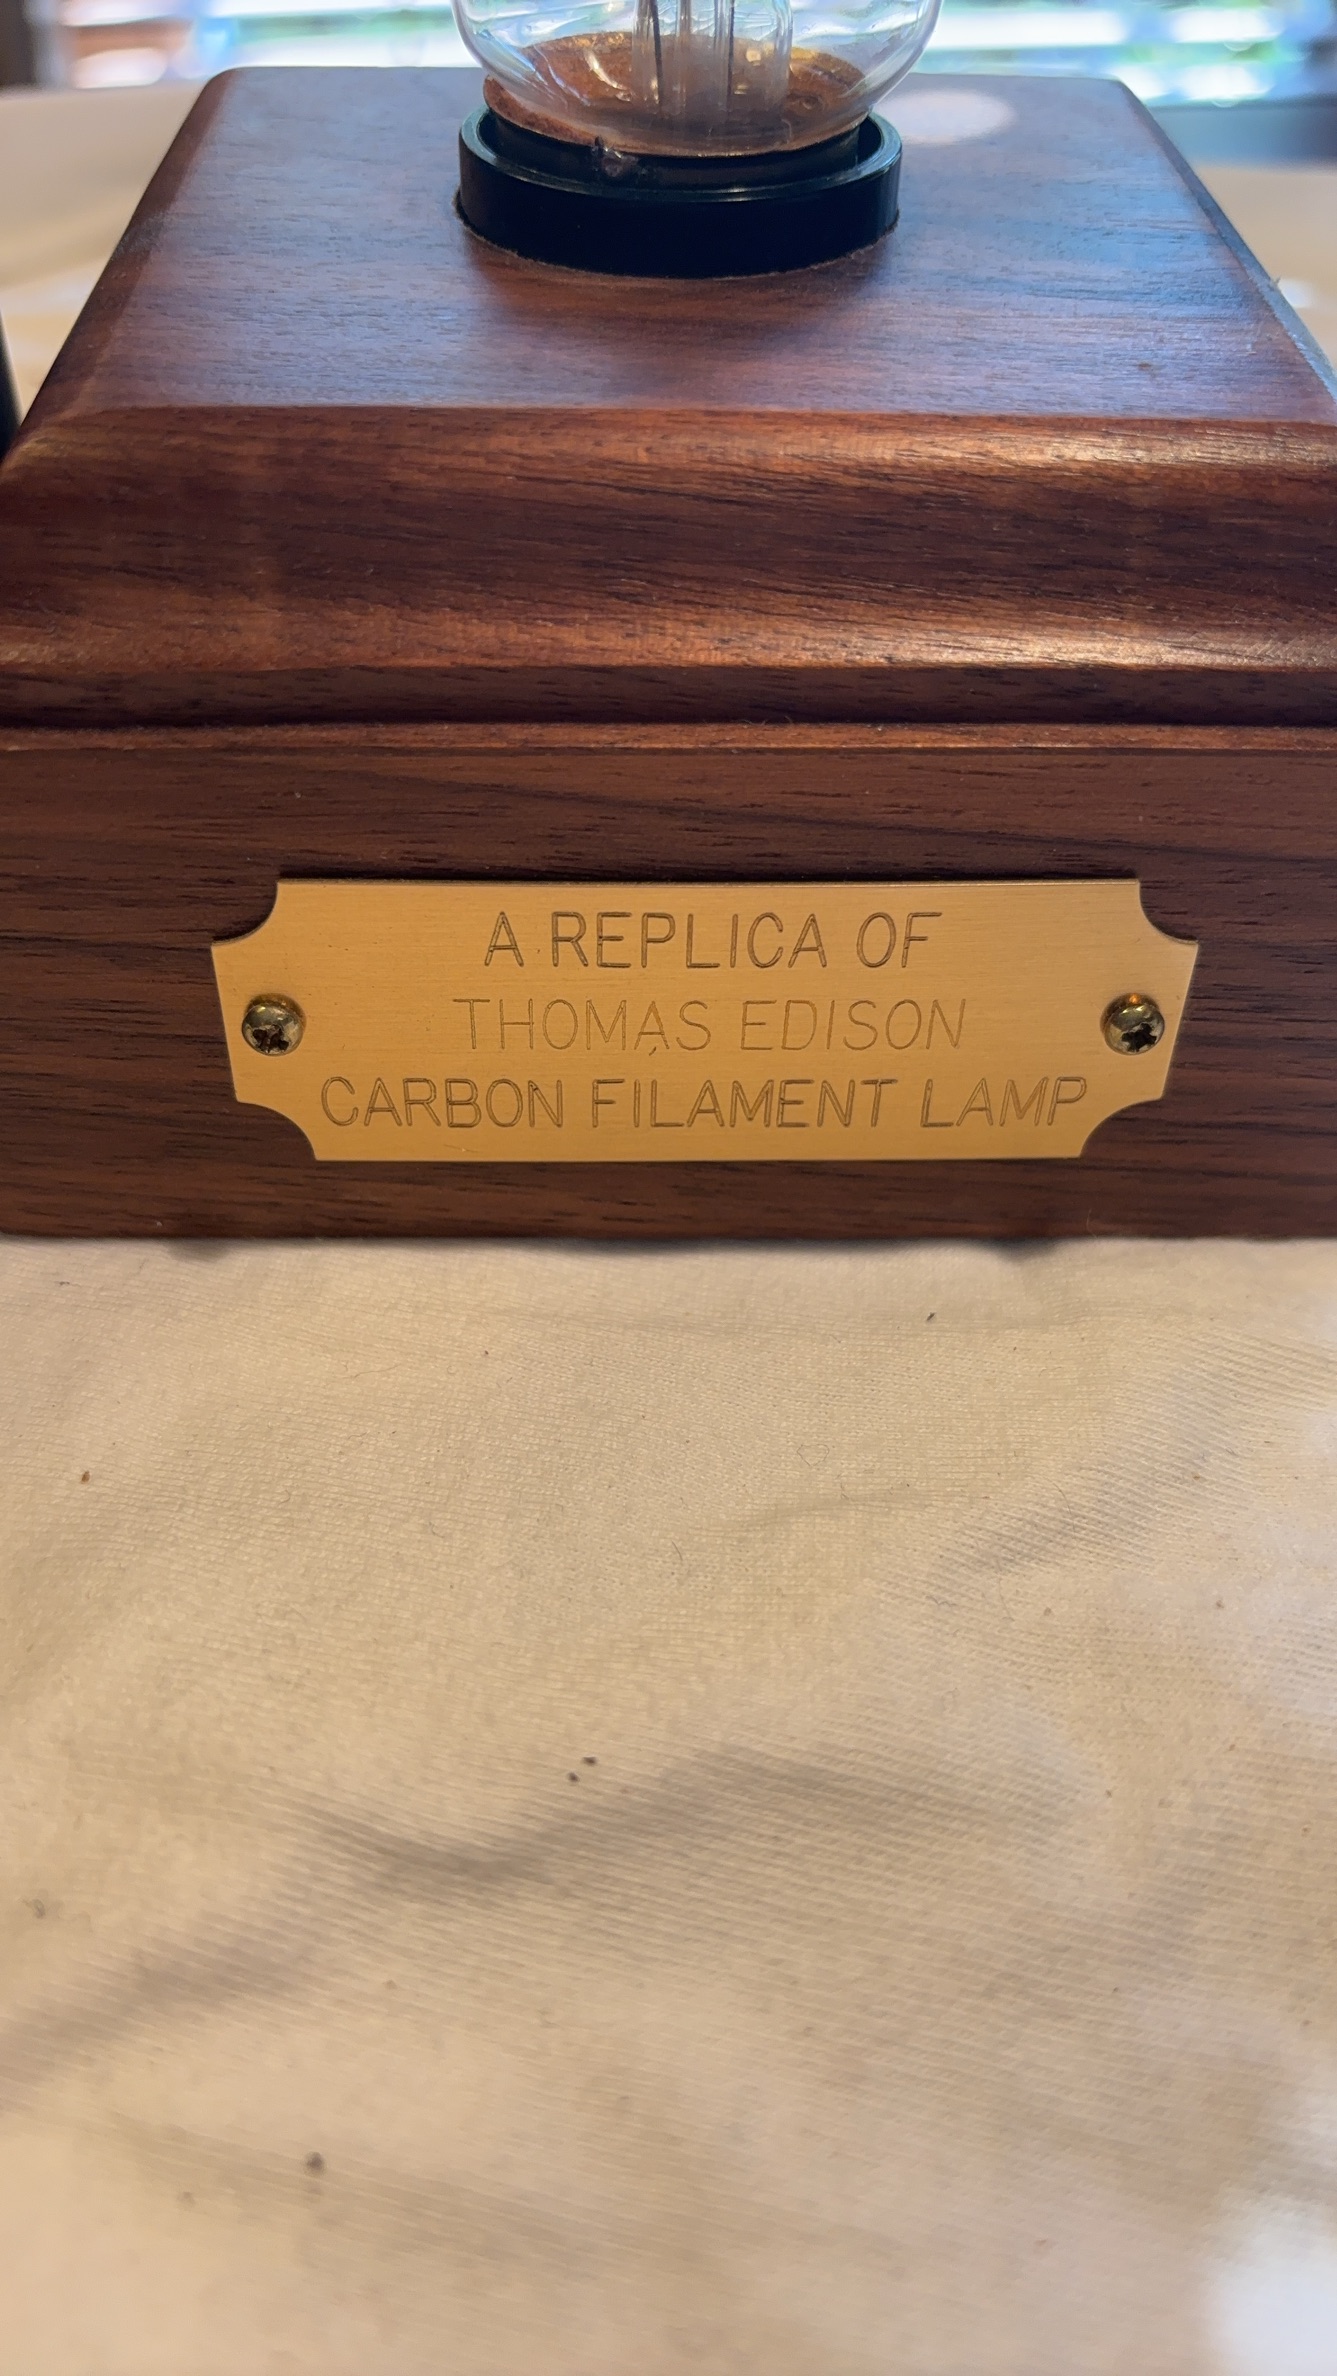 A REPLICA OF
THOMAS EDISON
CARBON FILAMENT LAMP